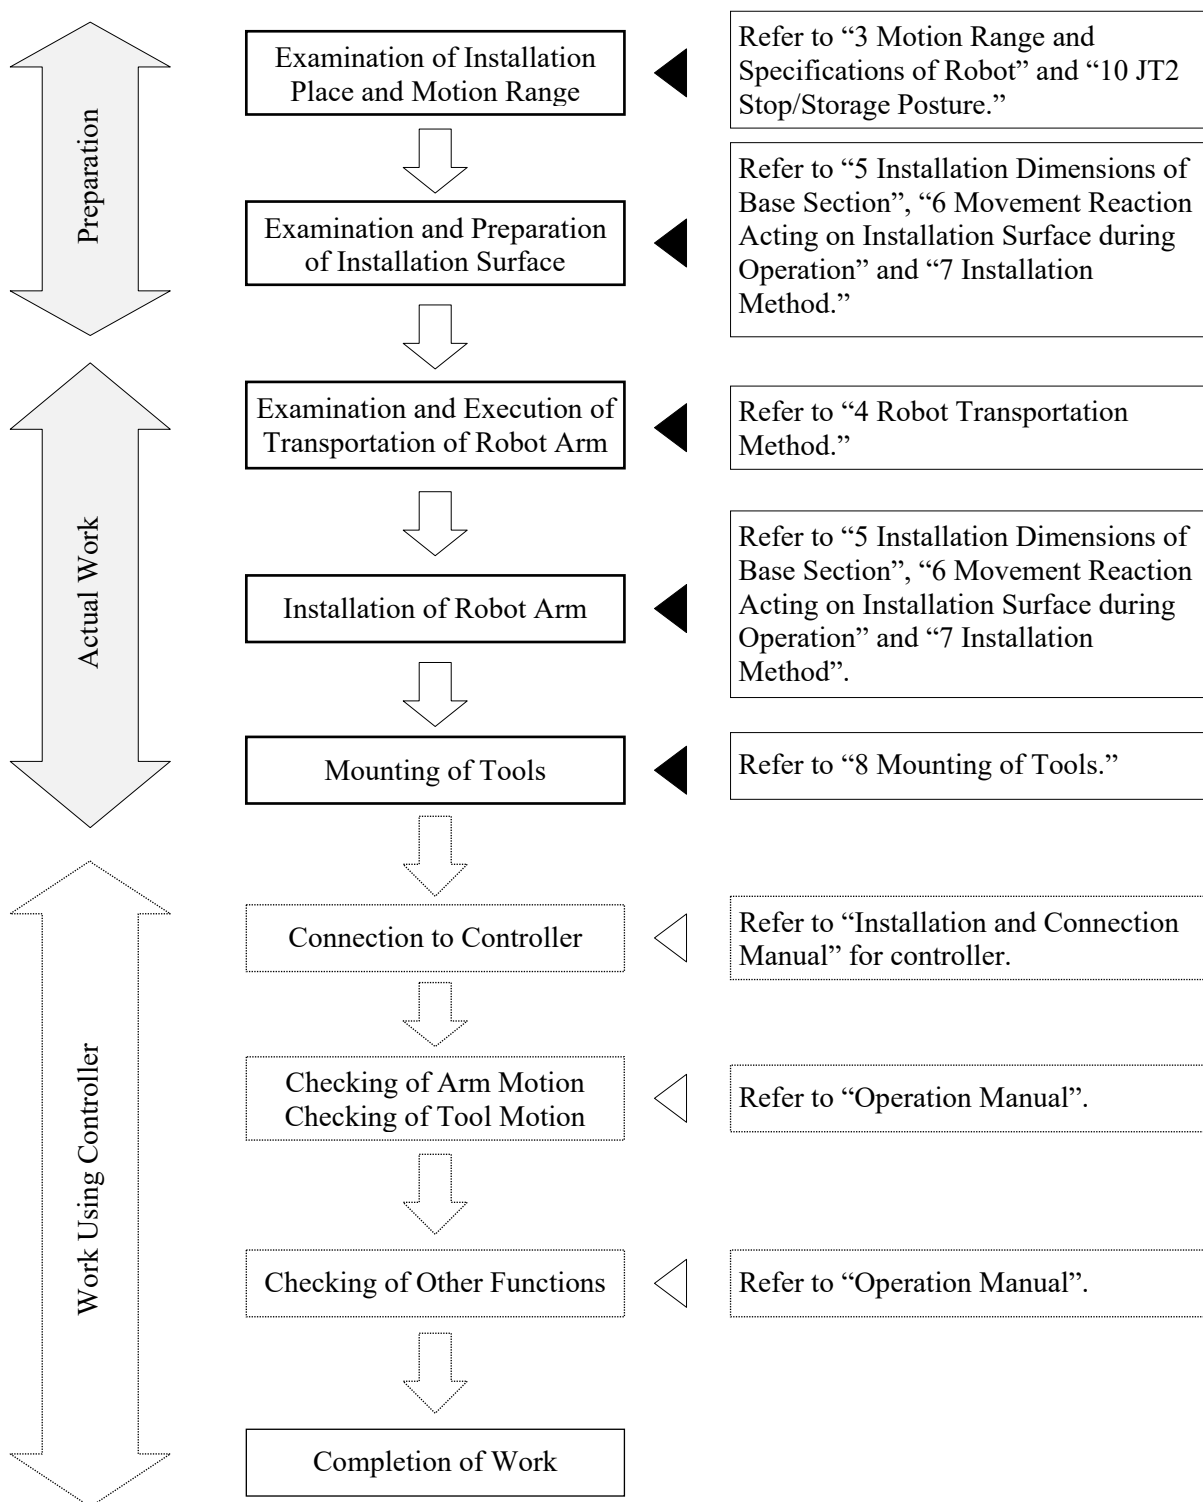 Preparation
Examination of Installation
Place and Motion Range
Refer to “3 Motion Range and
Specifications of Robot” and “10 JT2
Stop/Storage Posture.”
Examination and Preparation
of Installation Surface
Refer to “5 Installation Dimensions of
Base Section”, “6 Movement Reaction
Acting on Installation Surface during
Operation” and “7 Installation
Method.”
Actual Work
Examination and Execution of
Transportation of Robot Arm
Refer to “4 Robot Transportation
Method.”
Installation of Robot Arm
Refer to “5 Installation Dimensions of
Base Section”, “6 Movement Reaction
Acting on Installation Surface during
Operation” and “7 Installation
Method”.
Mounting of Tools
Refer to “8 Mounting of Tools.”
Work Using Controller
Connection to Controller
Refer to “Installation and Connection
Manual” for controller.
Checking of Arm Motion
Checking of Tool Motion
Refer to “Operation Manual”.
Checking of Other Functions
Refer to “Operation Manual”.
Completion of Work